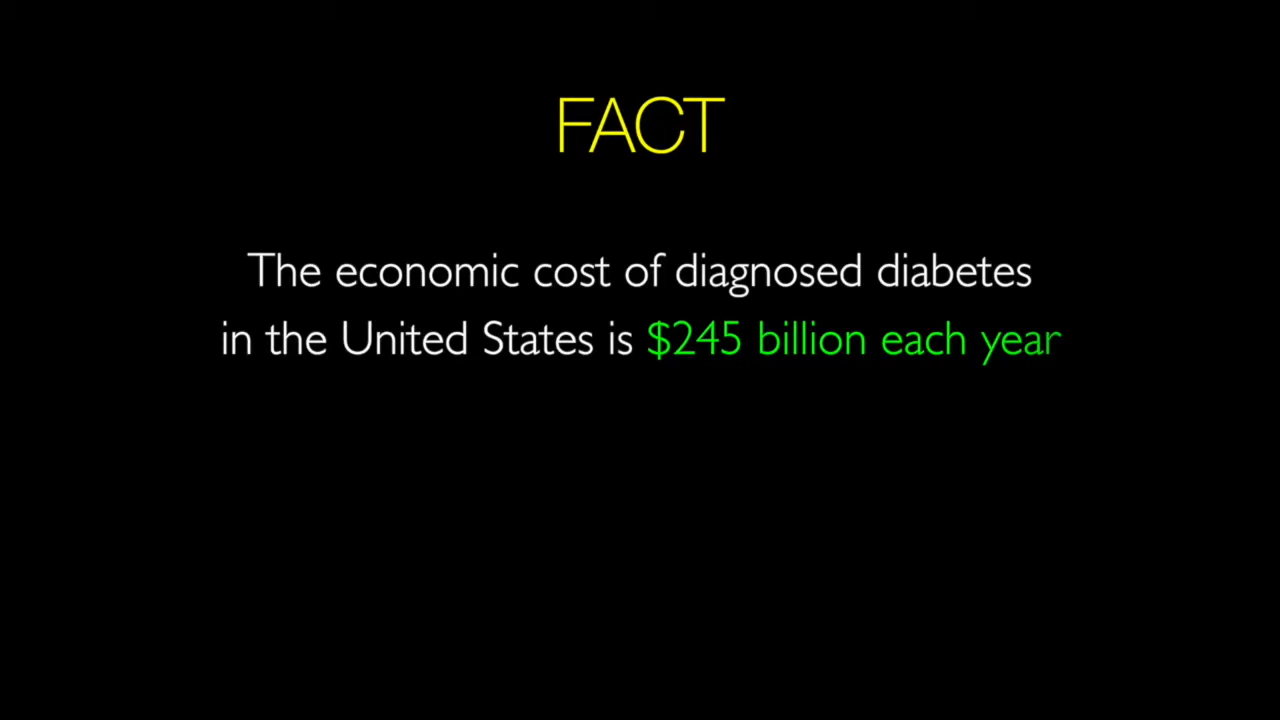 FACT
The economic cost of diagnosed diabetes
in the United States is $245 billion each year